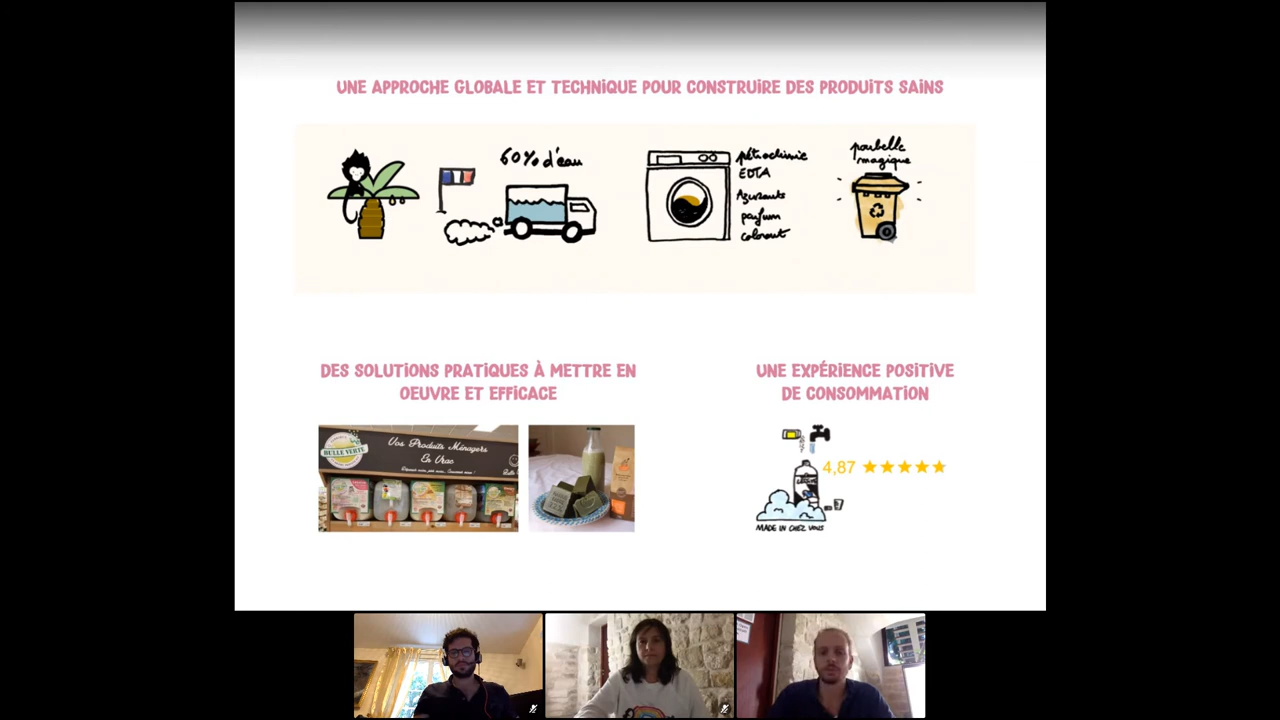 UNE APPROCHE GLOBALE ET TECHNIQUE POUR CONSTRUIRE DES PRODUITS SAINS
60% d'eau
pétrochimie
EDTA
Azurants
parfum
colorant
poubelle
magique
DES SOLUTIONS PRATIQUES À METTRE EN
OEUVRE ET EFFICACE
UNE EXPÉRIENCE POSITIVE
DE CONSOMMATION
BULLE VERTE
Vos Produits Ménagers
En Vrac
4,87
MADE IN CHEZ VOUS